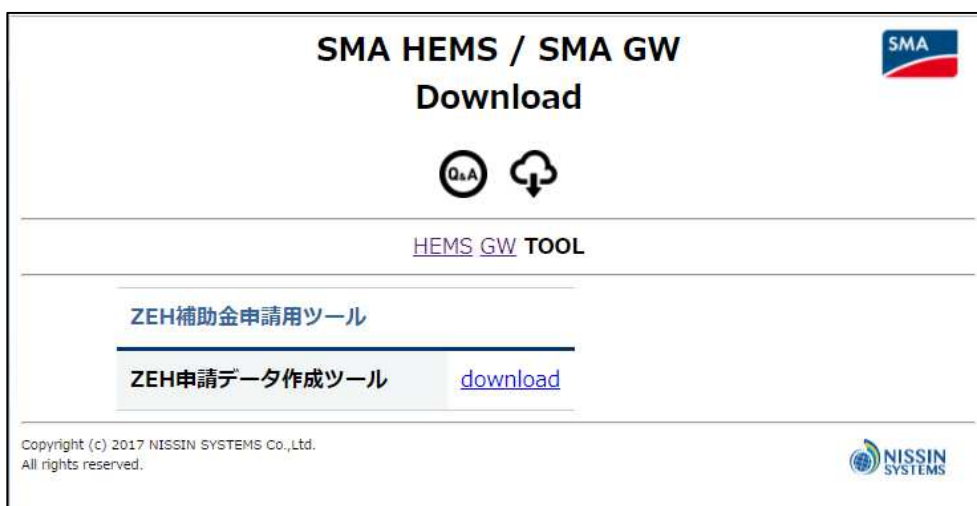 SMA HEMS / SMA GW
SMA
Download
Q&A
HEMS GW TOOL
ZEH補助金申請用ツール
ZEH申請データ作成ツール download
Copyright (c) 2017 NISSIN SYSTEMS Co.,Ltd.
All rights reserved.
NISSIN
SYSTEMS